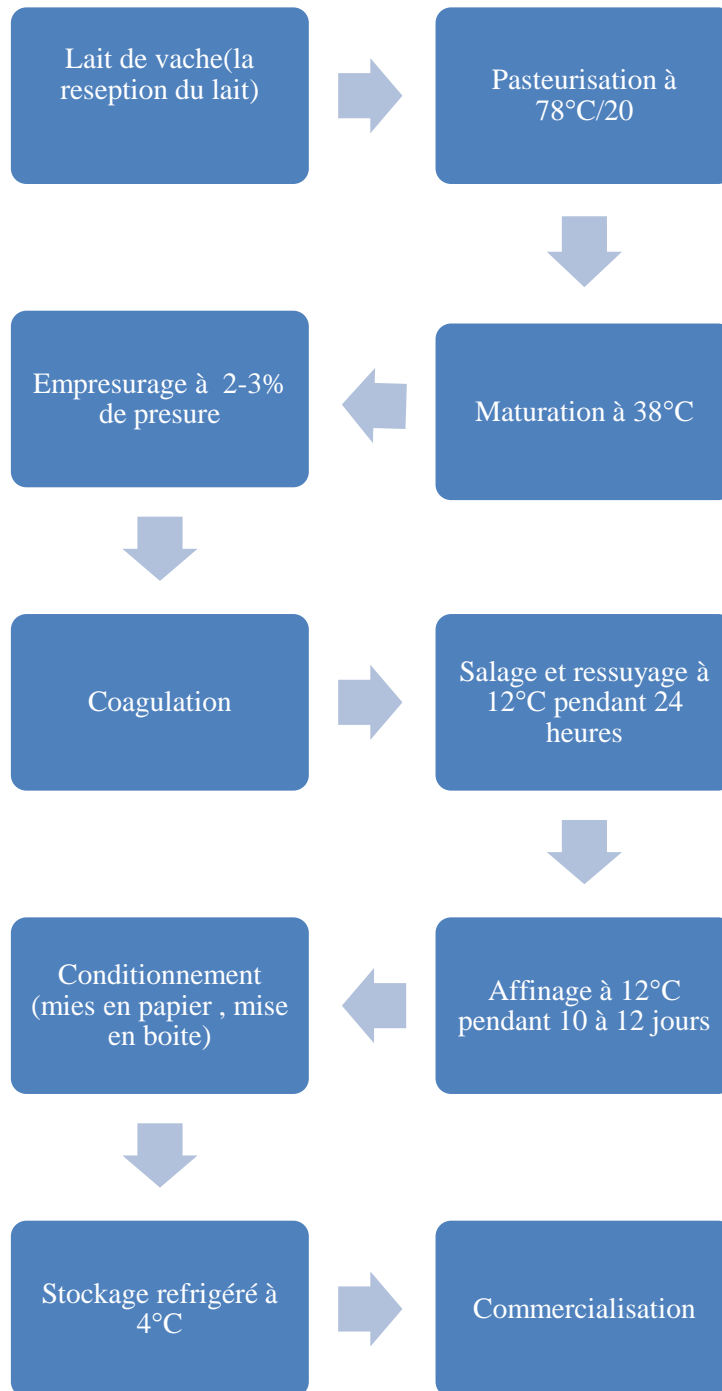 Lait de vache(la
reseption du lait)
Pasteurisation à
78°C/20
Maturation à 38°C
Empresurage à 2-3%
de presure
Coagulation
Salage et ressuyage à
12°C pendant 24
heures
Affinage à 12°C
pendant 10 à 12 jours
Conditionnement
(mies en papier , mise
en boite)
Stockage refrigéré à
4°C
Commercialisation